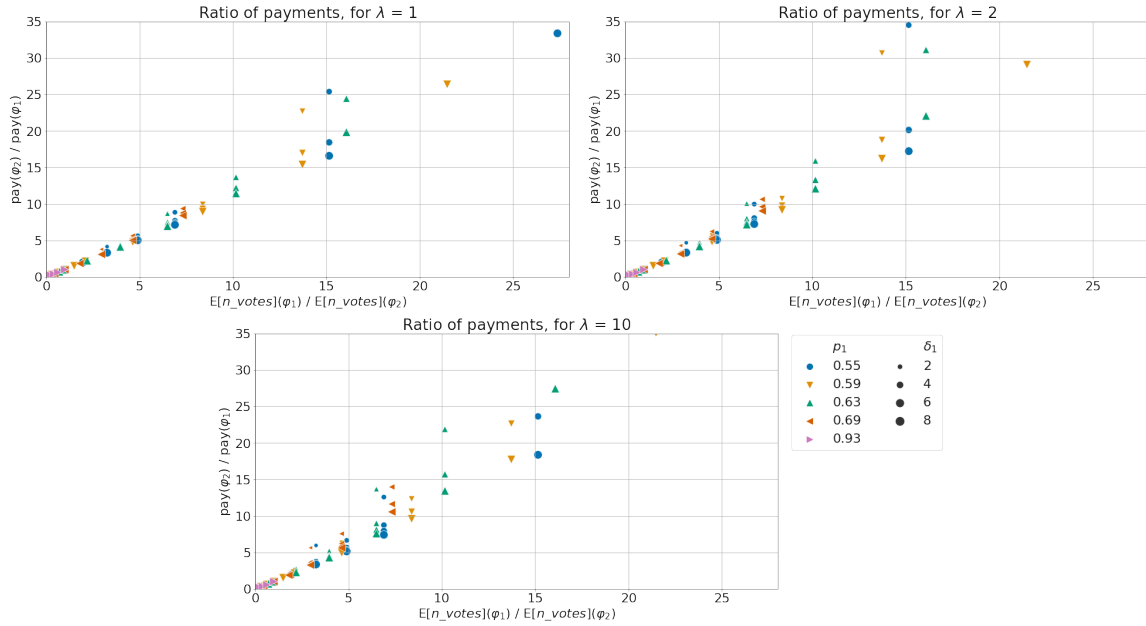 Ratio of payments, for λ = 1
35
30
25
20
15
10
5
0
pay(φ₂) / pay(φ₁)
0 5 10 15 20 25
E[n_votes](φ₁) / E[n_votes](φ₂)
Ratio of payments, for λ = 2
35
30
25
20
15
10
5
0
pay(φ₂) / pay(φ₁)
0 5 10 15 20 25
E[n_votes](φ₁) / E[n_votes](φ₂)
Ratio of payments, for λ = 10
35
30
25
20
15
10
5
0
pay(φ₂) / pay(φ₁)
0 5 10 15 20 25
E[n_votes](φ₁) / E[n_votes](φ₂)
p₁ δ₁
0.55 2
0.59 4
0.63 6
0.69 8
0.93